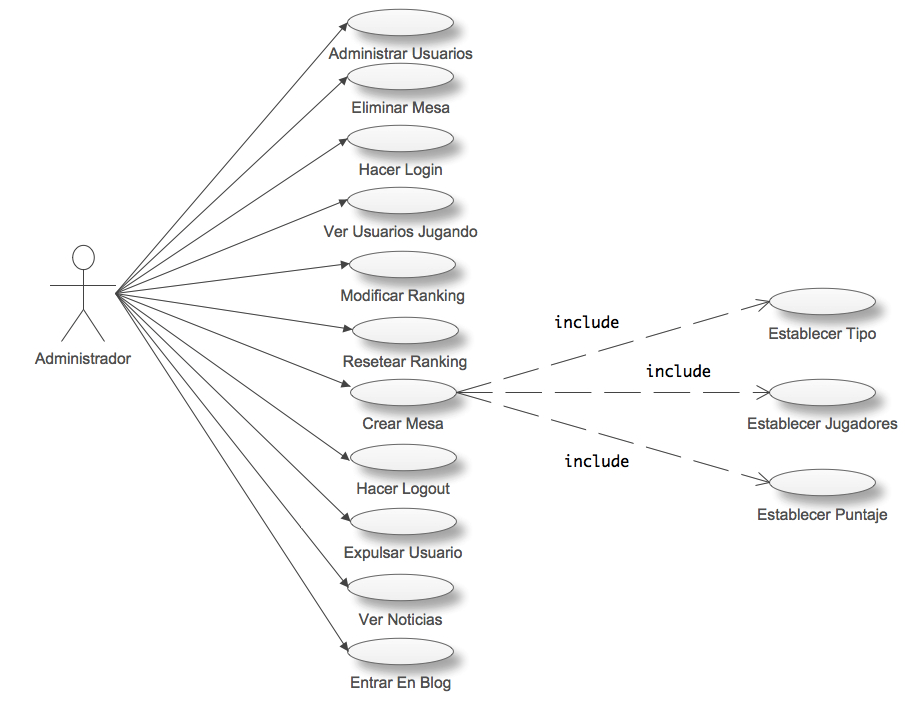 Administrar Usuarios
Eliminar Mesa
Hacer Login
Ver Usuarios Jugando
Modificar Ranking
Resetear Ranking
Crear Mesa
Hacer Logout
Expulsar Usuario
Ver Noticias
Entrar En Blog
Administrador
include
include
include
Establecer Tipo
Establecer Jugadores
Establecer Puntaje